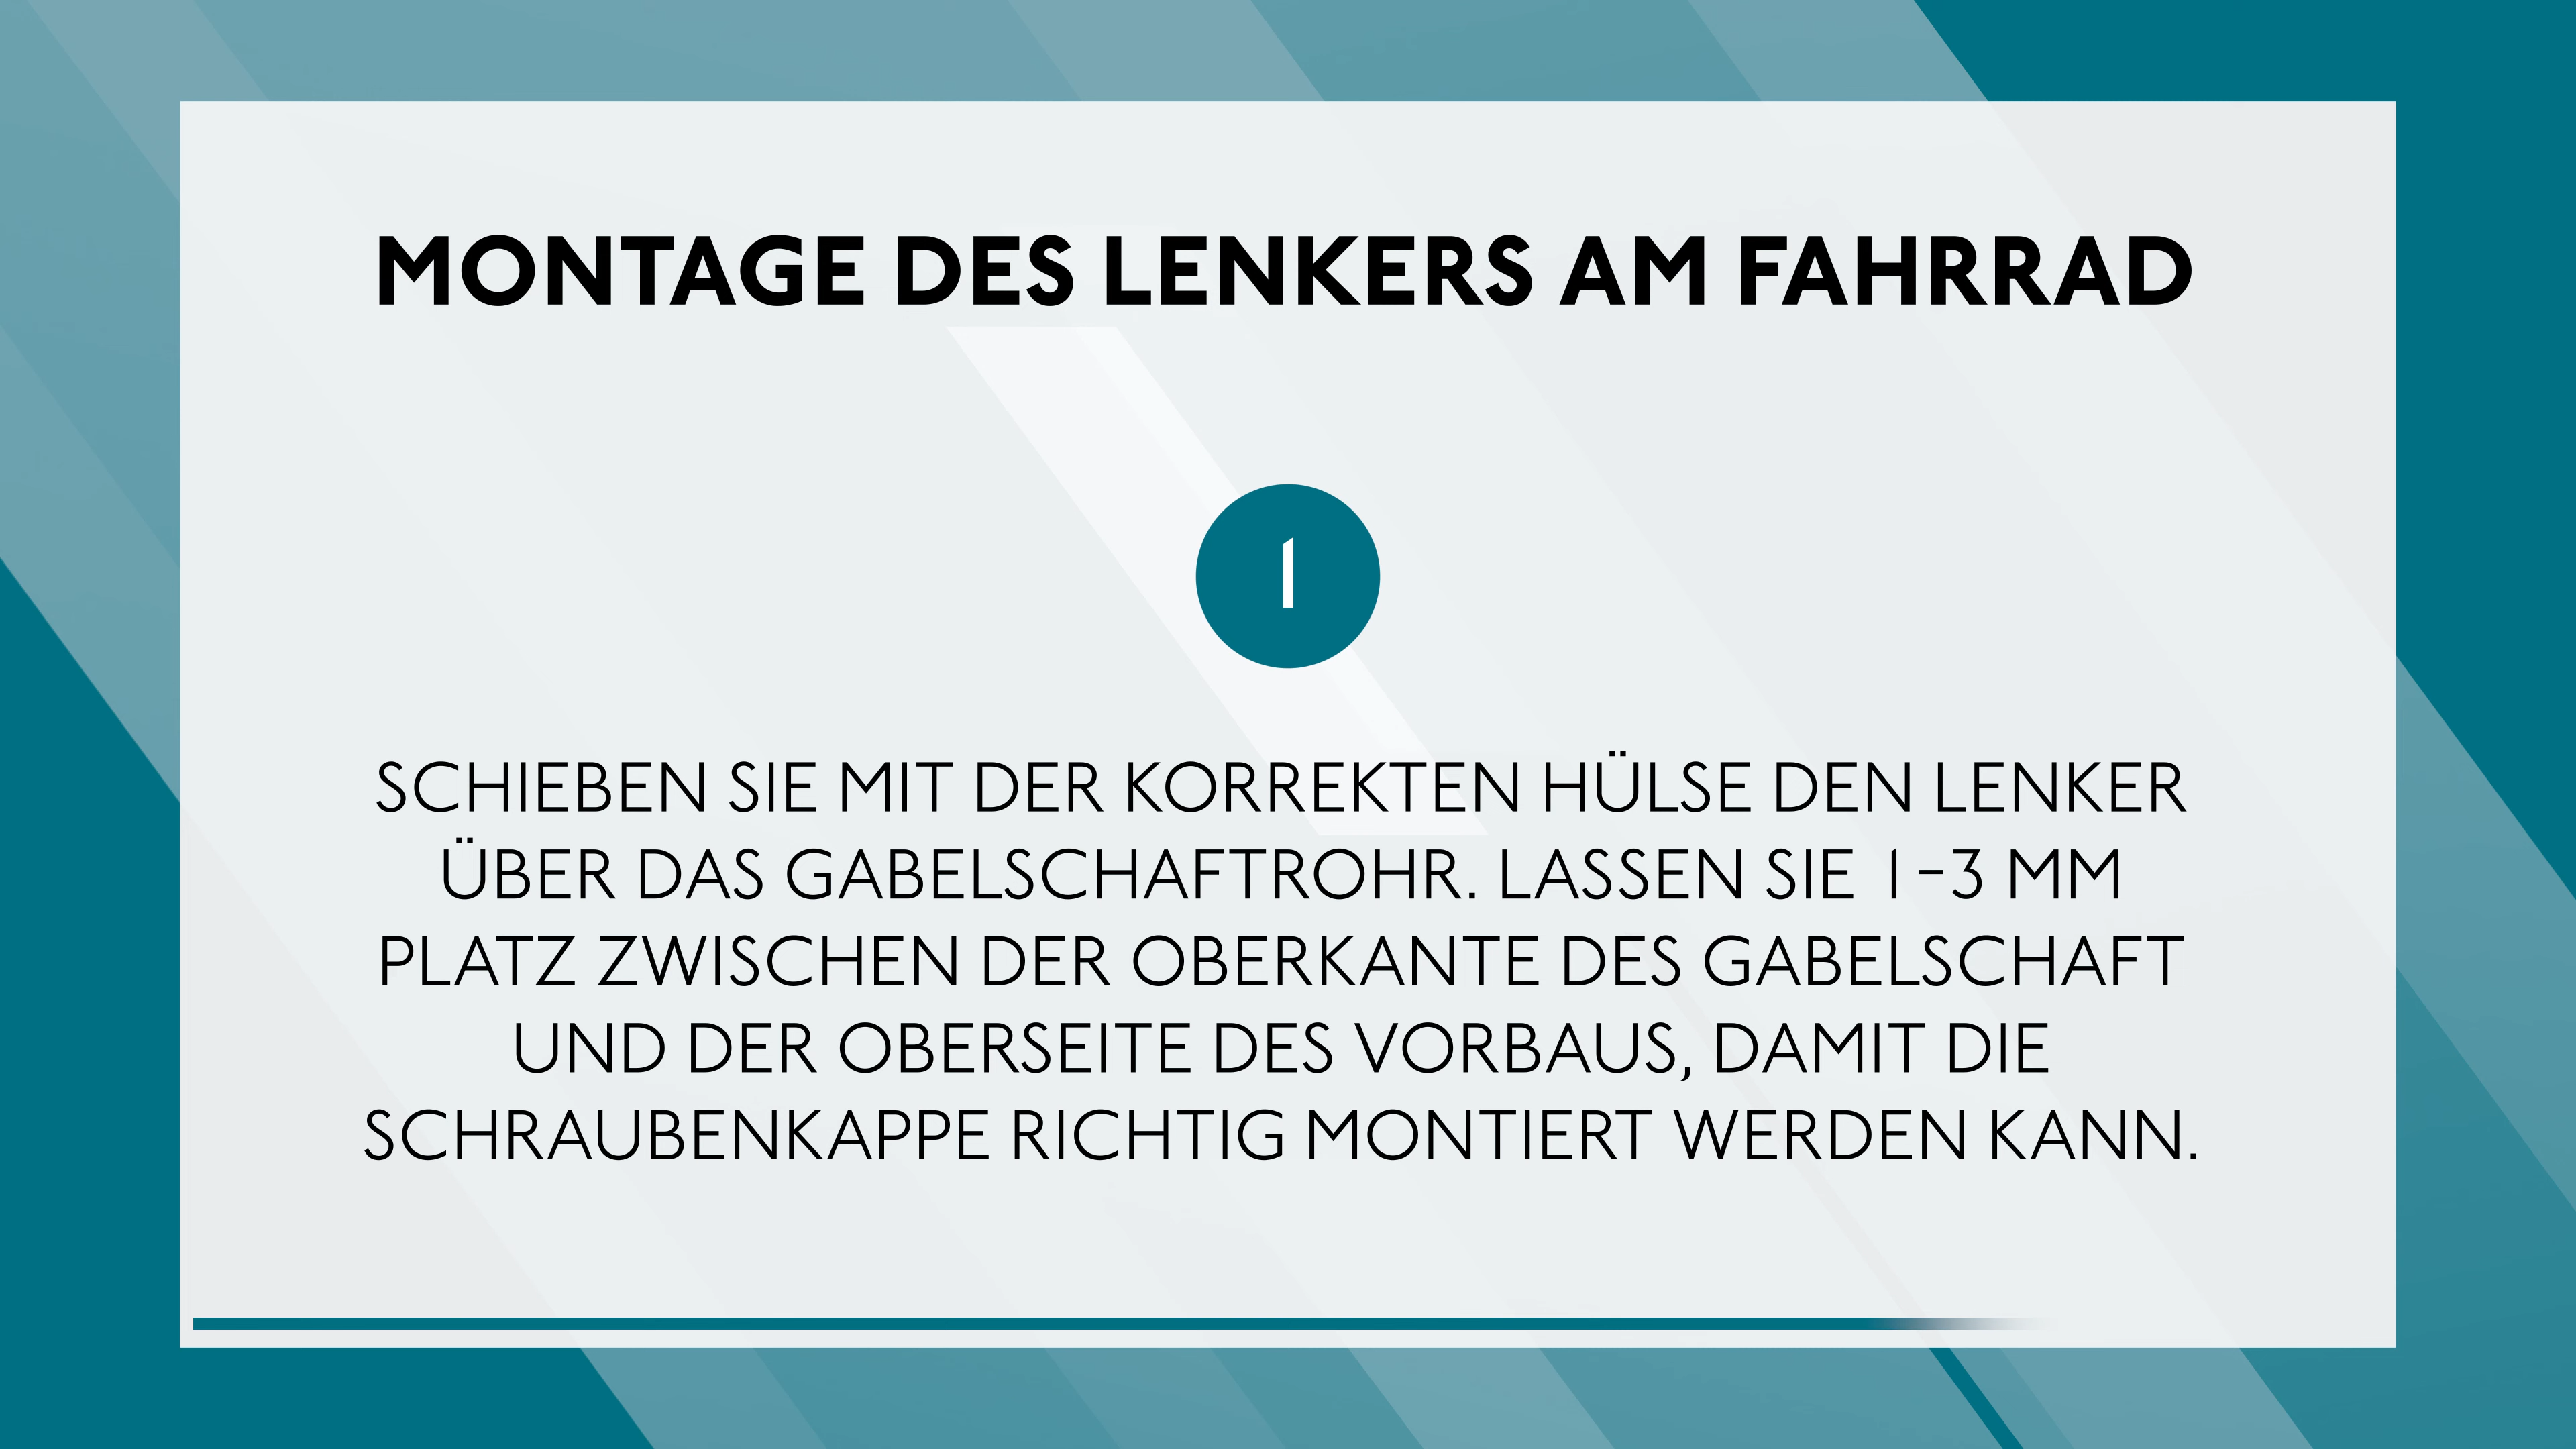 MONTAGE DES LENKERS AM FAHRRAD
1
SCHIEBEN SIE MIT DER KORREKTEN HÜLSE DEN LENKER
ÜBER DAS GABELSCHAFTROHR. LASSEN SIE 1-3 MM
PLATZ ZWISCHEN DER OBERKANTE DES GABELSCHAFT
UND DER OBERSEITE DES VORBAUS, DAMIT DIE
SCHRAUBENKAPPE RICHTIG MONTIERT WERDEN KANN.